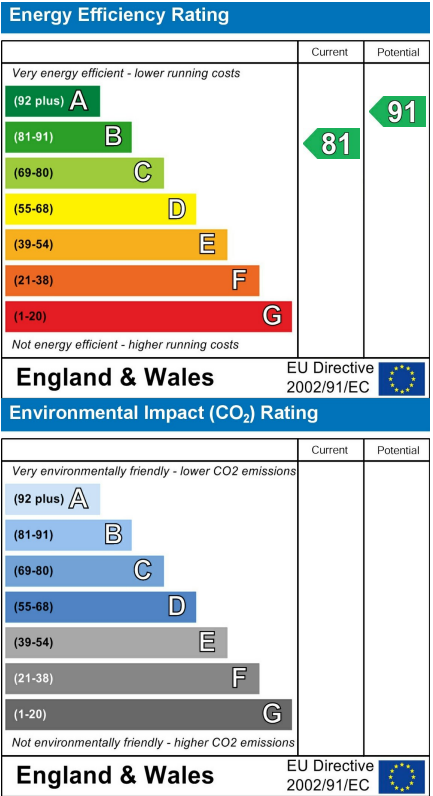 Energy Efficiency Rating
Current Potential
Very energy efficient - lower running costs
(92 plus) A
91
(81-91) B
81
(69-80) C
(55-68) D
(39-54) E
(21-38) F
(1-20) G
Not energy efficient - higher running costs
England & Wales
EU Directive
2002/91/EC
Environmental Impact (CO₂) Rating
Current Potential
Very environmentally friendly - lower CO2 emissions
(92 plus) A
(81-91) B
(69-80) C
(55-68) D
(39-54) E
(21-38) F
(1-20) G
Not environmentally friendly - higher CO2 emissions
England & Wales
EU Directive
2002/91/EC